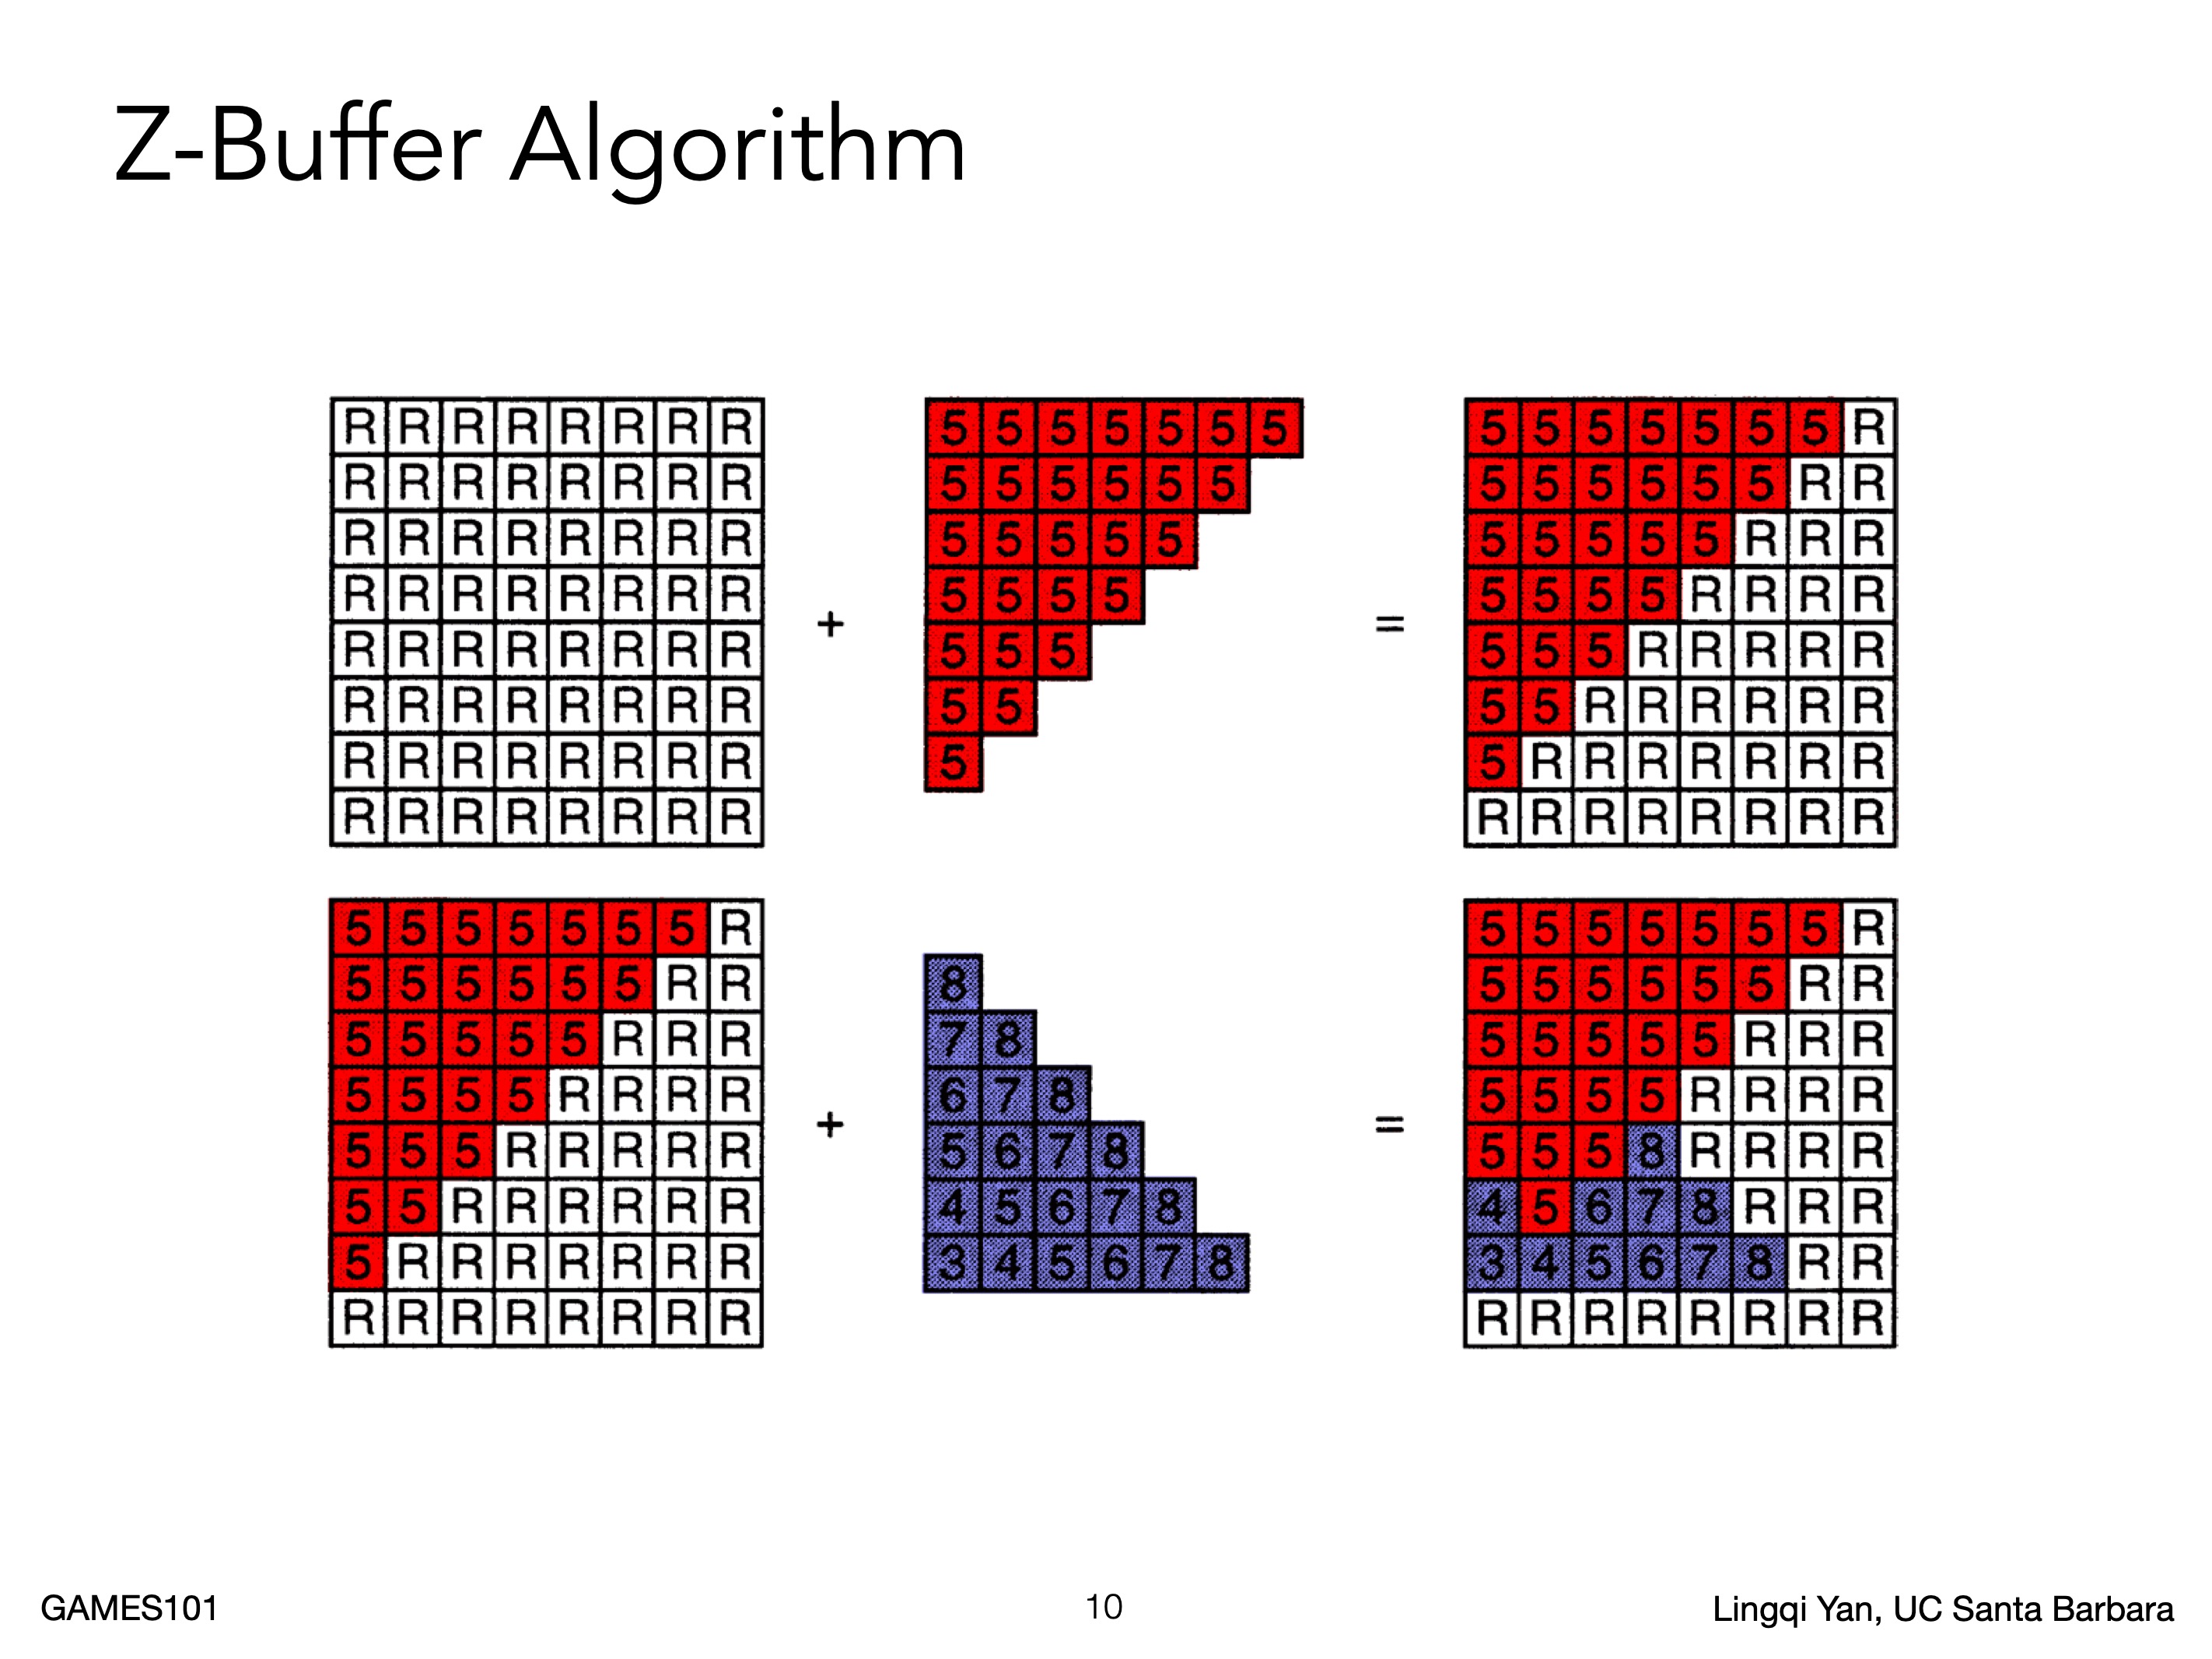 Z-Buffer Algorithm
R R R R R R R R
R R R R R R R R
R R R R R R R R
R R R R R R R R
R R R R R R R R
R R R R R R R R
R R R R R R R R
R R R R R R R R
+
5 5 5 5 5 5 5
5 5 5 5 5 5
5 5 5 5 5
5 5 5 5
5 5 5
5 5
5
=
5 5 5 5 5 5 5 R
5 5 5 5 5 5 R R
5 5 5 5 5 R R R
5 5 5 5 R R R R
5 5 5 R R R R R
5 5 R R R R R R
5 R R R R R R R
R R R R R R R R
5 5 5 5 5 5 5 R
5 5 5 5 5 5 R R
5 5 5 5 5 R R R
5 5 5 5 R R R R
5 5 5 R R R R R
5 5 R R R R R R
5 R R R R R R R
R R R R R R R R
+
8
7 8
6 7 8
5 6 7 8
4 5 6 7 8
3 4 5 6 7 8
=
5 5 5 5 5 5 5 R
5 5 5 5 5 5 R R
5 5 5 5 5 R R R
5 5 5 5 R R R R
5 5 5 8 R R R R
4 5 6 7 8 R R R
3 4 5 6 7 8 R R
R R R R R R R R
GAMES101
10
Lingqi Yan, UC Santa Barbara